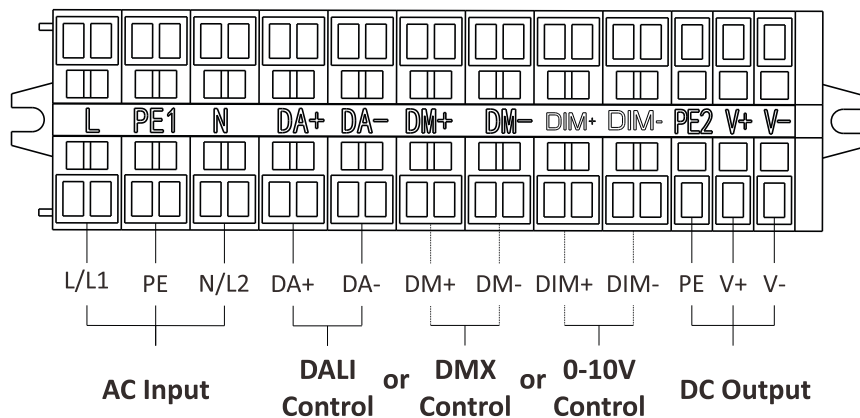 L PE1 N DA+ DA- DM+ DM- DIM+ DIM- PE2 V+ V-
L/L1 PE N/L2 DA+ DA- DM+ DM- DIM+ DIM- PE V+ V-
AC Input DALI Control or DMX Control or 0-10V Control DC Output